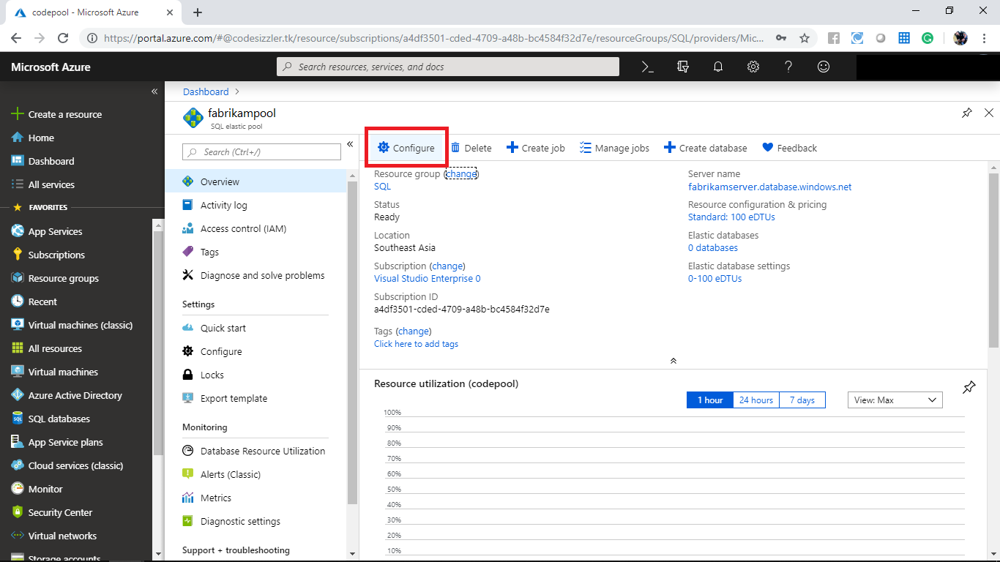 codepool - Microsoft Azure
https://portal.azure.com/#@codesizzler.tk/resource/subscriptions/a4df3501-cded-4709-a48b-bc4584f32d7e/resourceGroups/SQL/providers/Mic...
Microsoft Azure
Search resources, services, and docs
Create a resource
Home
Dashboard
All services
FAVORITES
App Services
Subscriptions
Resource groups
Recent
Virtual machines (classic)
All resources
Virtual machines
Azure Active Directory
SQL databases
App Service plans
Cloud services (classic)
Monitor
Security Center
Virtual networks
Storage accounts
Dashboard >
fabrikampool
SQL elastic pool
Search (Ctrl+/)
Overview
Activity log
Access control (IAM)
Tags
Diagnose and solve problems
Settings
Quick start
Configure
Locks
Export template
Monitoring
Database Resource Utilization
Alerts (Classic)
Metrics
Diagnostic settings
Support + troubleshooting
Configure Delete Create job Manage jobs Create database Feedback
Resource group (change)
SQL
Status
Ready
Location
Southeast Asia
Subscription (change)
Visual Studio Enterprise 0
Subscription ID
a4df3501-cded-4709-a48b-bc4584f32d7e
Tags (change)
Click here to add tags
Server name
fabrikamserver.database.windows.net
Resource configuration & pricing
Standard: 100 eDTUs
Elastic databases
0 databases
Elastic database settings
0-100 eDTUs
Resource utilization (codepool)
1 hour 24 hours 7 days View: Max
100%
90%
80%
70%
60%
50%
40%
30%
20%
10%